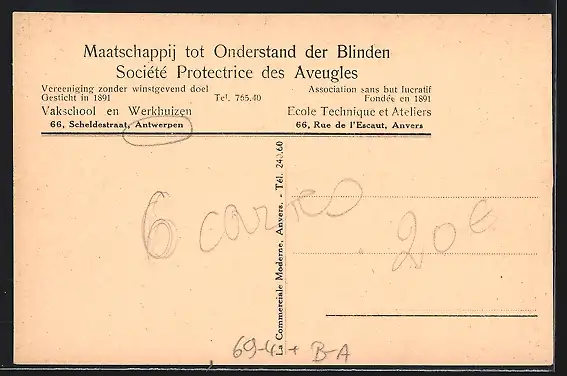 Maatschappij tot Onderstand der Blinden
Société Protectrice des Aveugles
Vereeniging zonder winstgevend doel
Gesticht in 1891
Tel. 765.40
Association sans but lucratif
Fondée en 1891
Vakschool en Werkhuizen
Ecole Technique et Ateliers
66, Scheldestraat, Antwerpen
66, Rue de l'Escaut, Anvers
La Commerciale Moderne, Anvers. - Tél.
6 cartes
20€
B-A